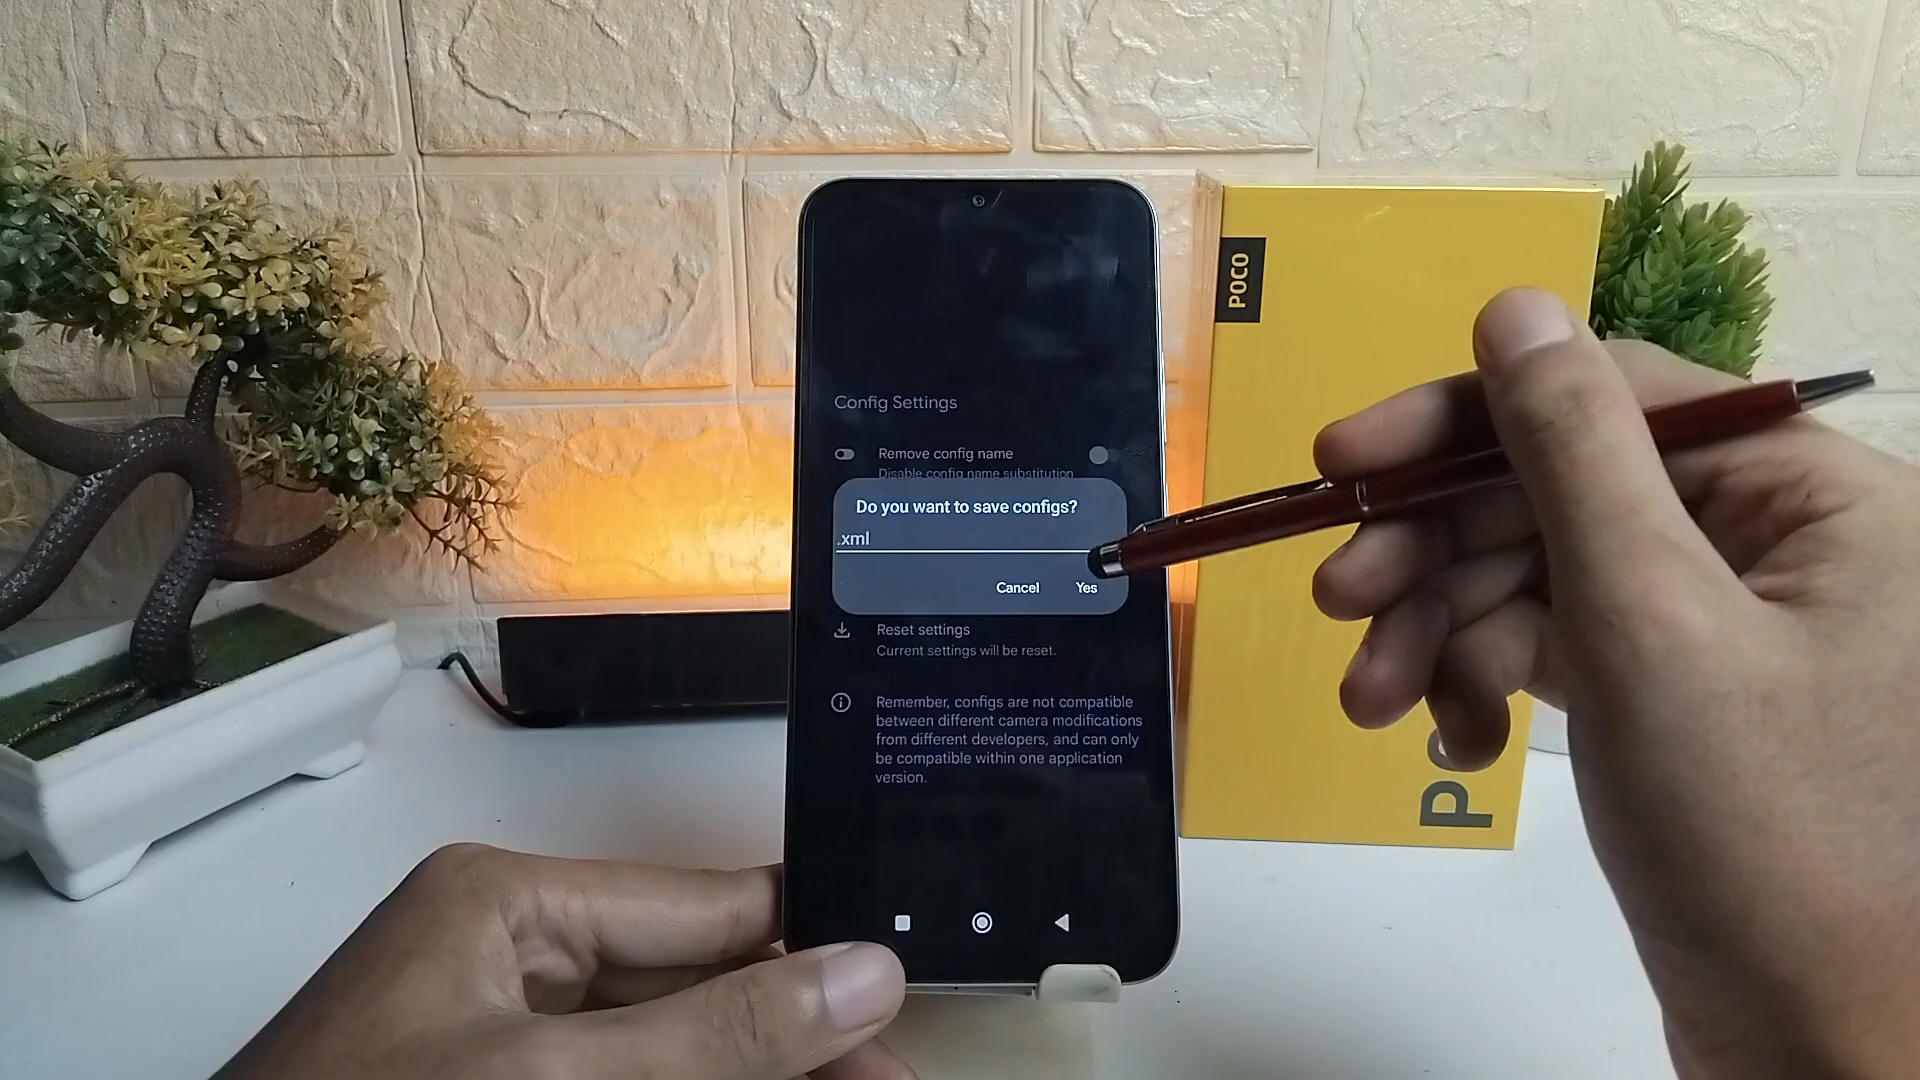 Config Settings
Remove config name
Disable config name substitution
Do you want to save configs?
.xml
Cancel Yes
Reset settings
Current settings will be reset.
Remember, configs are not compatible
between different camera modifications
from different developers, and can only
be compatible within one application
version.
POCO